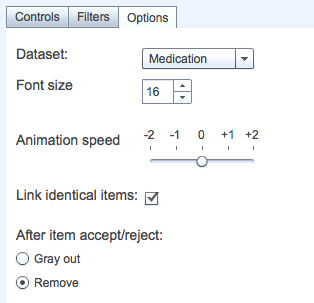 Controls Filters Options
Dataset: Medication
Font size 16
-2 -1 0 +1 +2
Animation speed
Link identical items:
After item accept/reject:
Gray out
Remove